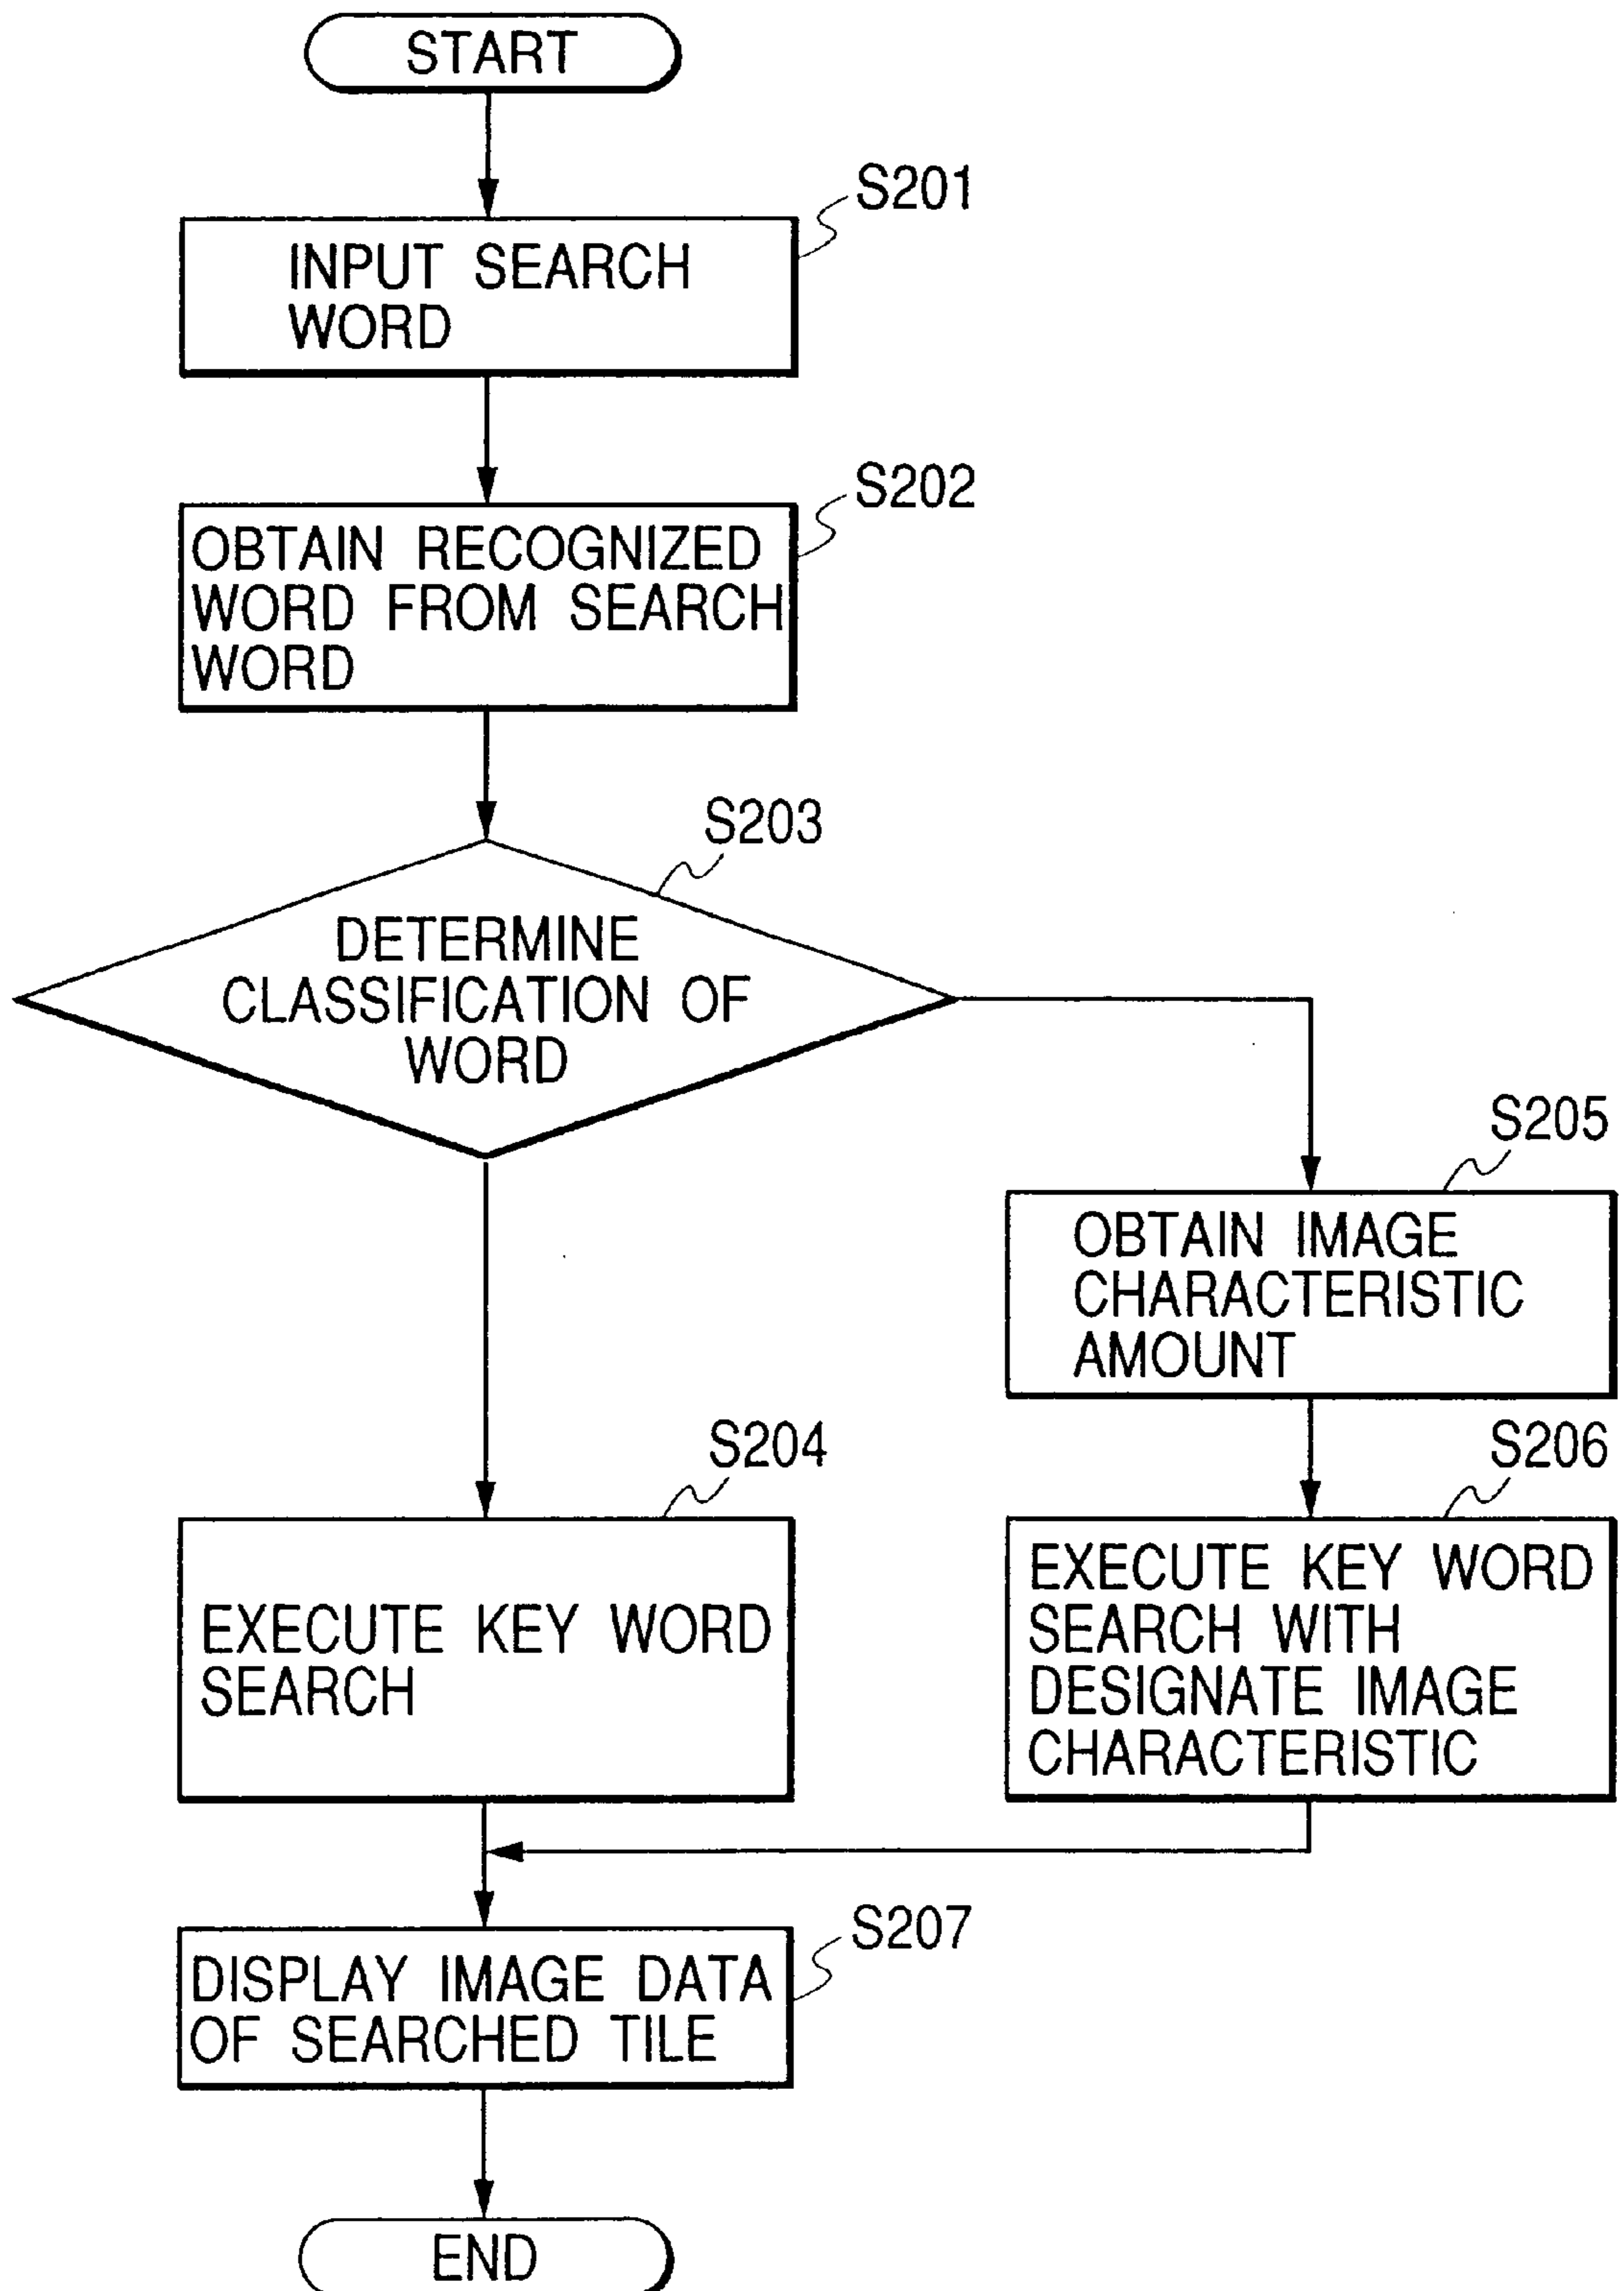 START
S201
INPUT SEARCH
WORD
S202
OBTAIN RECOGNIZED
WORD FROM SEARCH
WORD
S203
DETERMINE
CLASSIFICATION OF
WORD
S205
OBTAIN IMAGE
CHARACTERISTIC
AMOUNT
S204
EXECUTE KEY WORD
SEARCH
S206
EXECUTE KEY WORD
SEARCH WITH
DESIGNATE IMAGE
CHARACTERISTIC
S207
DISPLAY IMAGE DATA
OF SEARCHED TILE
END